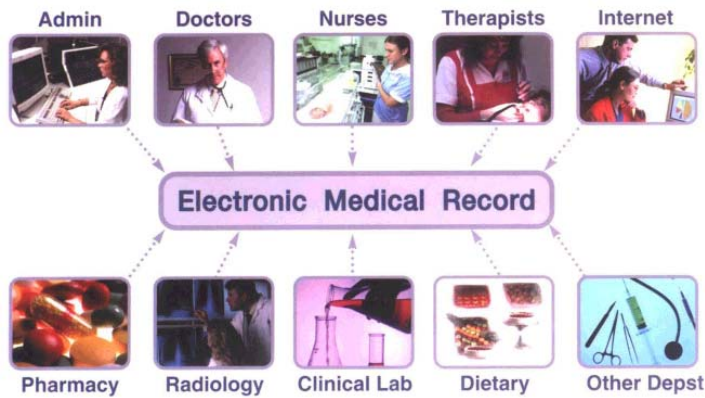 Admin Doctors Nurses Therapists Internet
Electronic Medical Record
Pharmacy Radiology Clinical Lab Dietary Other Depst